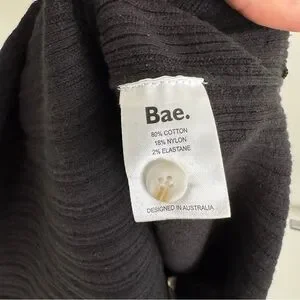 Bae.
80% COTTON
18% NYLON
2% ELASTANE
DESIGNED IN AUSTRALIA